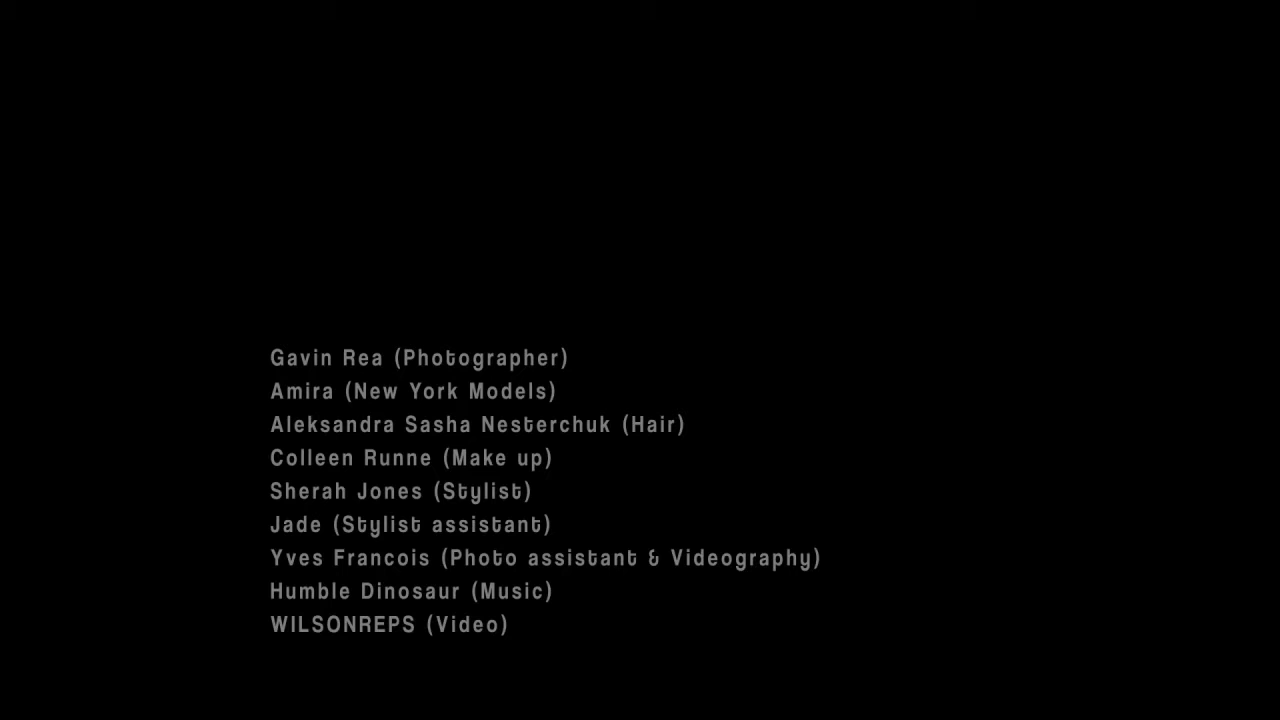 Gavin Rea (Photographer)
Amira (New York Models)
Aleksandra Sasha Nesterchuk (Hair)
Colleen Runne (Make up)
Sherah Jones (Stylist)
Jade (Stylist assistant)
Yves Francois (Photo assistant & Videography)
Humble Dinosaur (Music)
WILSONREPS (Video)